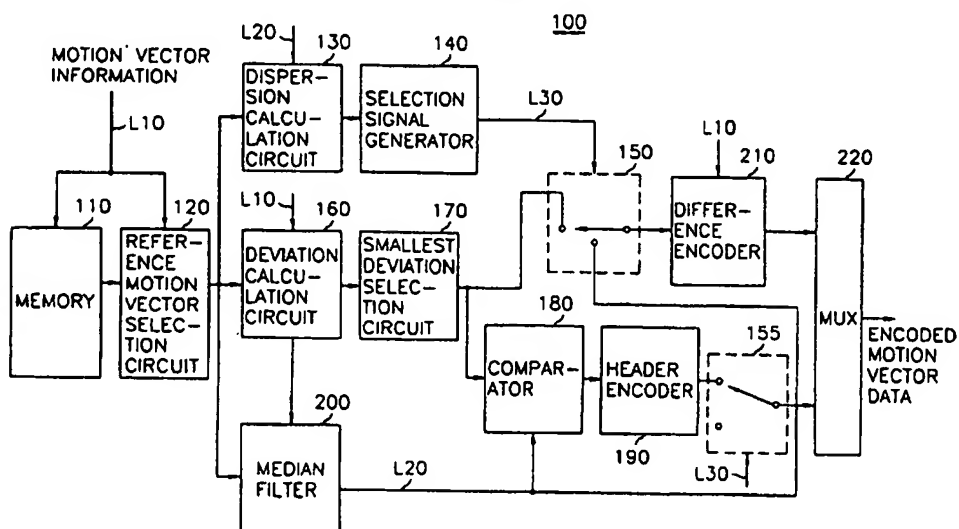 100
MOTION VECTOR
INFORMATION
L10
L20
130
DISPER-
SION
CALCU-
LATION
CIRCUIT
140
SELECTION
SIGNAL
GENERATOR
L30
150
L10
210
DIFFER-
ENCE
ENCODER
220
MUX
ENCODED
MOTION
VECTOR
DATA
110
MEMORY
120
REFER-
ENCE
MOTION
VECTOR
SELEC-
TION
CIRCUIT
L10
160
DEVIATION
CALCU-
LATION
CIRCUIT
170
SMALLEST
DEVIATION
SELEC-
TION
CIRCUIT
180
COMPAR-
ATOR
HEADER
ENCODER
190
155
L30
200
MEDIAN
FILTER
L20